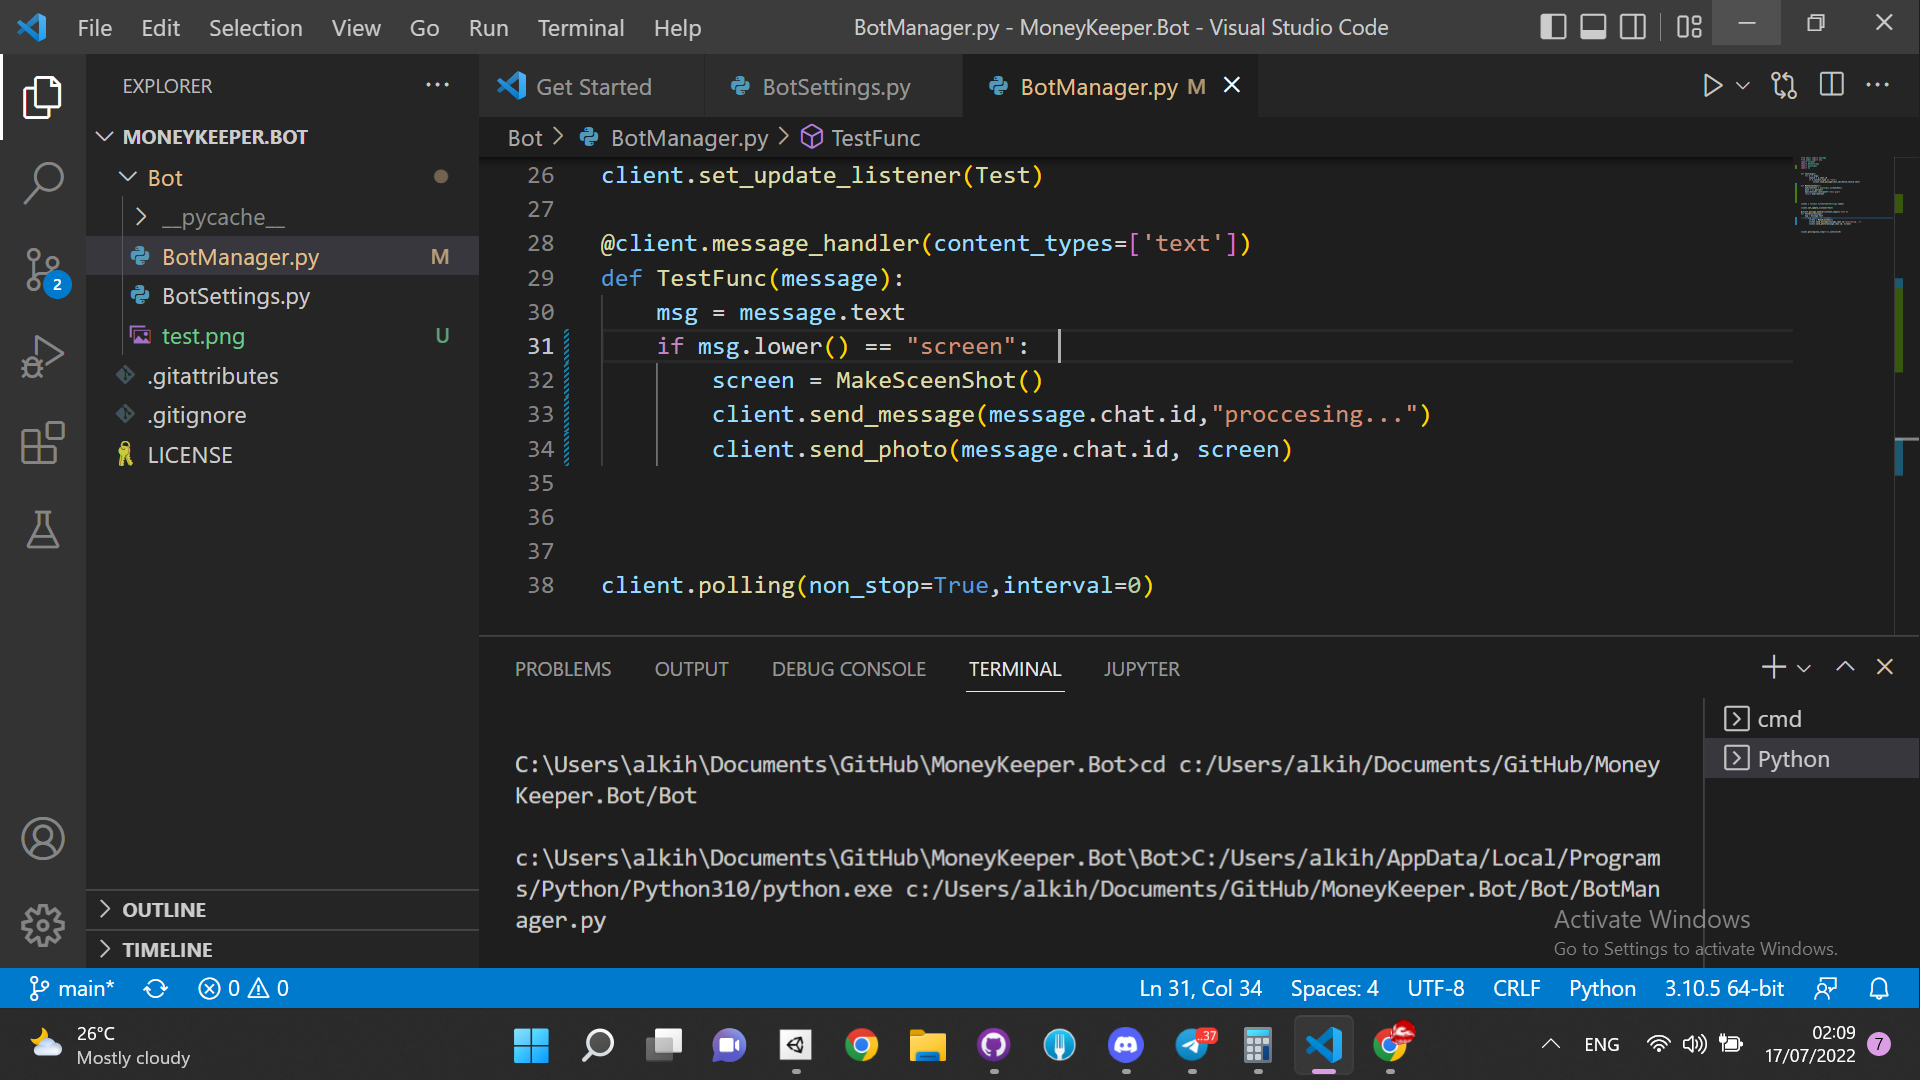 File Edit Selection View Go Run Terminal Help
BotManager.py - MoneyKeeper.Bot - Visual Studio Code
EXPLORER
MONEYKEEPER.BOT
Bot
__pycache__
BotManager.py M
BotSettings.py
test.png U
.gitattributes
.gitignore
LICENSE
OUTLINE
TIMELINE
2
Get Started
BotSettings.py
BotManager.py M
Bot > BotManager.py > TestFunc
26 client.set_update_listener(Test)
27
28 @client.message_handler(content_types=['text'])
29 def TestFunc(message):
30 msg = message.text
31 if msg.lower() == "screen":
32 screen = MakeSceenShot()
33 client.send_message(message.chat.id,"proccesing...")
34 client.send_photo(message.chat.id, screen)
35
36
37
38 client.polling(non_stop=True,interval=0)
PROBLEMS OUTPUT DEBUG CONSOLE TERMINAL JUPYTER
cmd
Python
C:\Users\alkih\Documents\GitHub\MoneyKeeper.Bot>cd c:/Users/alkih/Documents/GitHub/Money
Keeper.Bot/Bot
c:\Users\alkih\Documents\GitHub\MoneyKeeper.Bot\Bot>C:/Users/alkih/AppData/Local/Program
s/Python/Python310/python.exe c:/Users/alkih/Documents/GitHub/MoneyKeeper.Bot/Bot/BotMan
ager.py
Activate Windows
Go to Settings to activate Windows.
main* 0 0
Ln 31, Col 34 Spaces: 4 UTF-8 CRLF Python 3.10.5 64-bit
26°C
Mostly cloudy
..37
ENG
02:09
17/07/2022
7